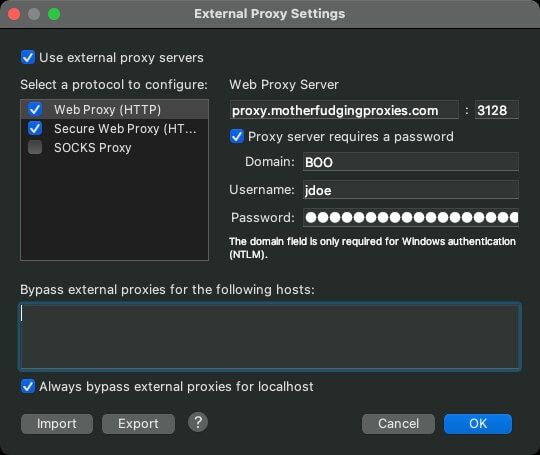 External Proxy Settings
Use external proxy servers
Select a protocol to configure:
Web Proxy (HTTP)
Secure Web Proxy (HT...
SOCKS Proxy
Web Proxy Server
proxy.motherfudgingproxies.com : 3128
Proxy server requires a password
Domain: BOO
Username: jdoe
Password: ●●●●●●●●●●●●●●●●●●
The domain field is only required for Windows authentication
(NTLM).
Bypass external proxies for the following hosts:
Always bypass external proxies for localhost
Import Export ? Cancel OK